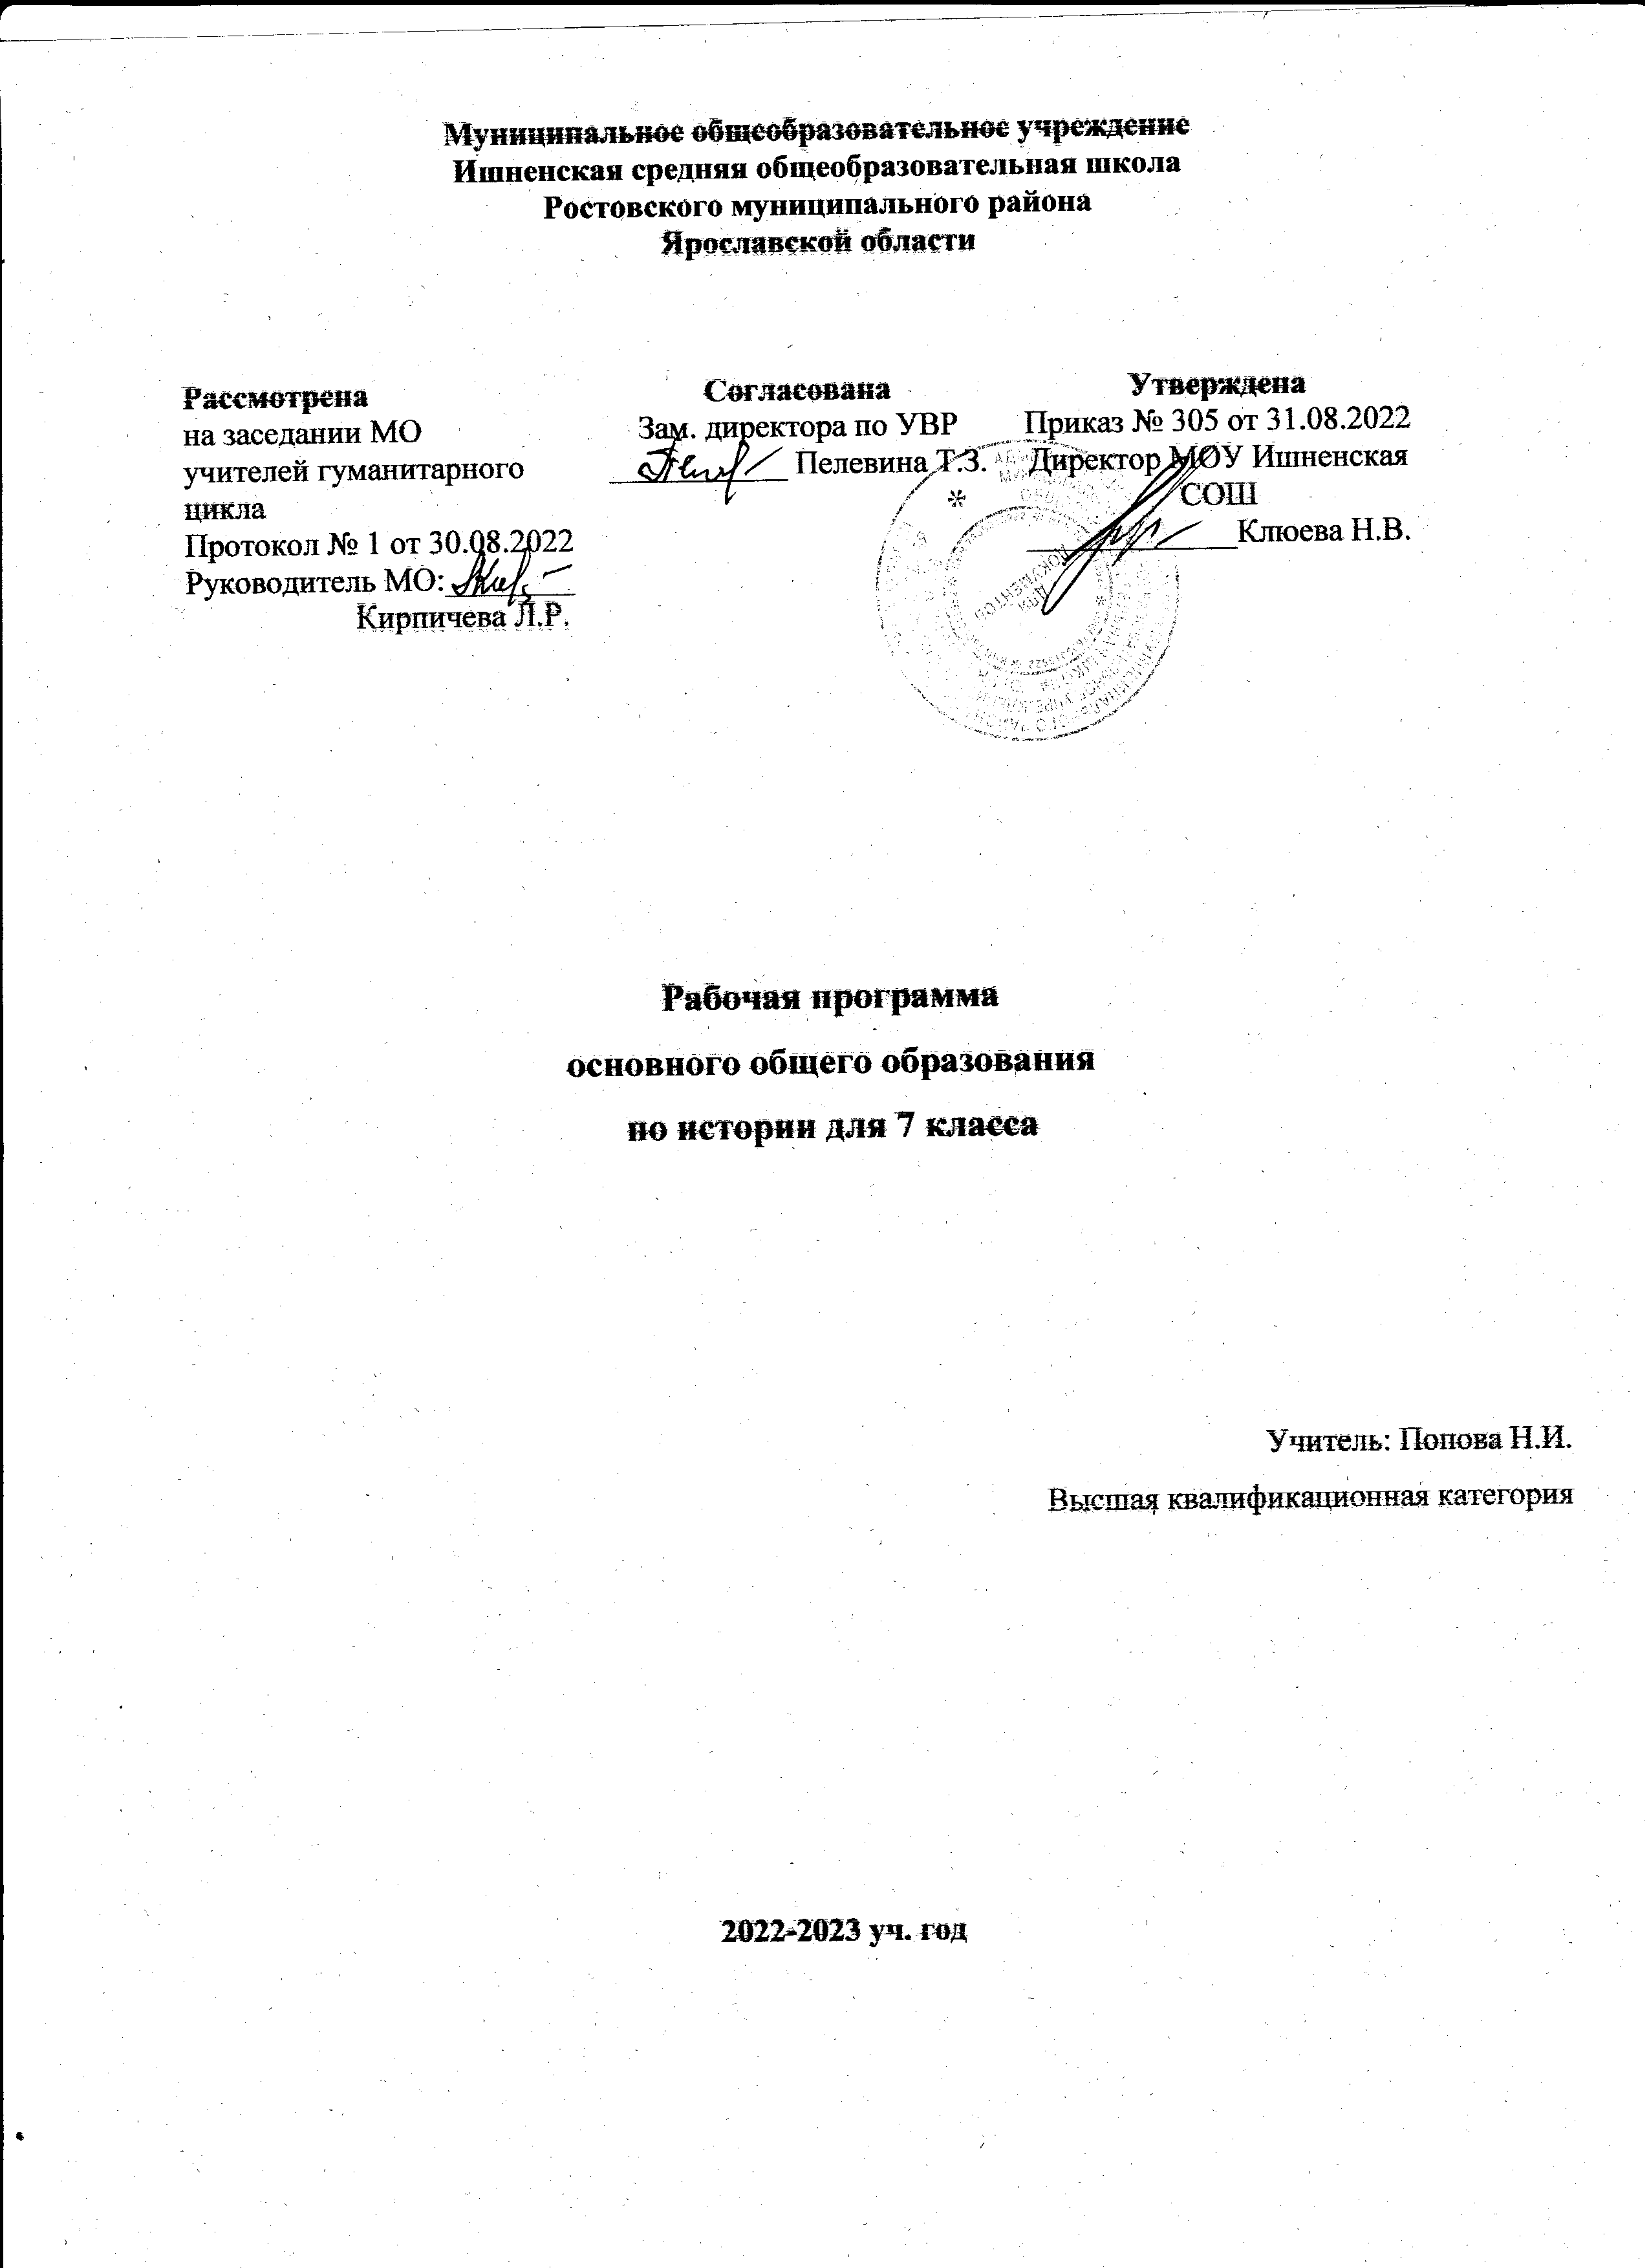 Муниципальное общеобразовательное учреждение
Ишненская средняя общеобразовательная школа
Ростовского муниципального района
Ярославской области
Рассмотрена
на заседании МО
учителей гуманитарного
цикла
Протокол № 1 от 30.08.2022
Руководитель МО:
Кирпичева Л.Р.
Согласована
Зам. директора по УВР
Пелевина Т.З.
Утверждена
Приказ № 305 от 31.08.2022
Директор МОУ Ишненская
СОШ
Клюева Н.В.
Для
документов
Рабочая программа
основного общего образования
по истории для 7 класса
Учитель: Попова Н.И.
Высшая квалификационная категория
2022-2023 уч. год